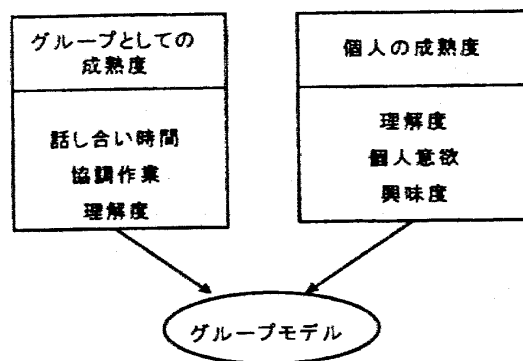 グループとしての
成熟度
話し合い時間
協調作業
理解度
個人の成熟度
理解度
個人意欲
興味度
グループモデル